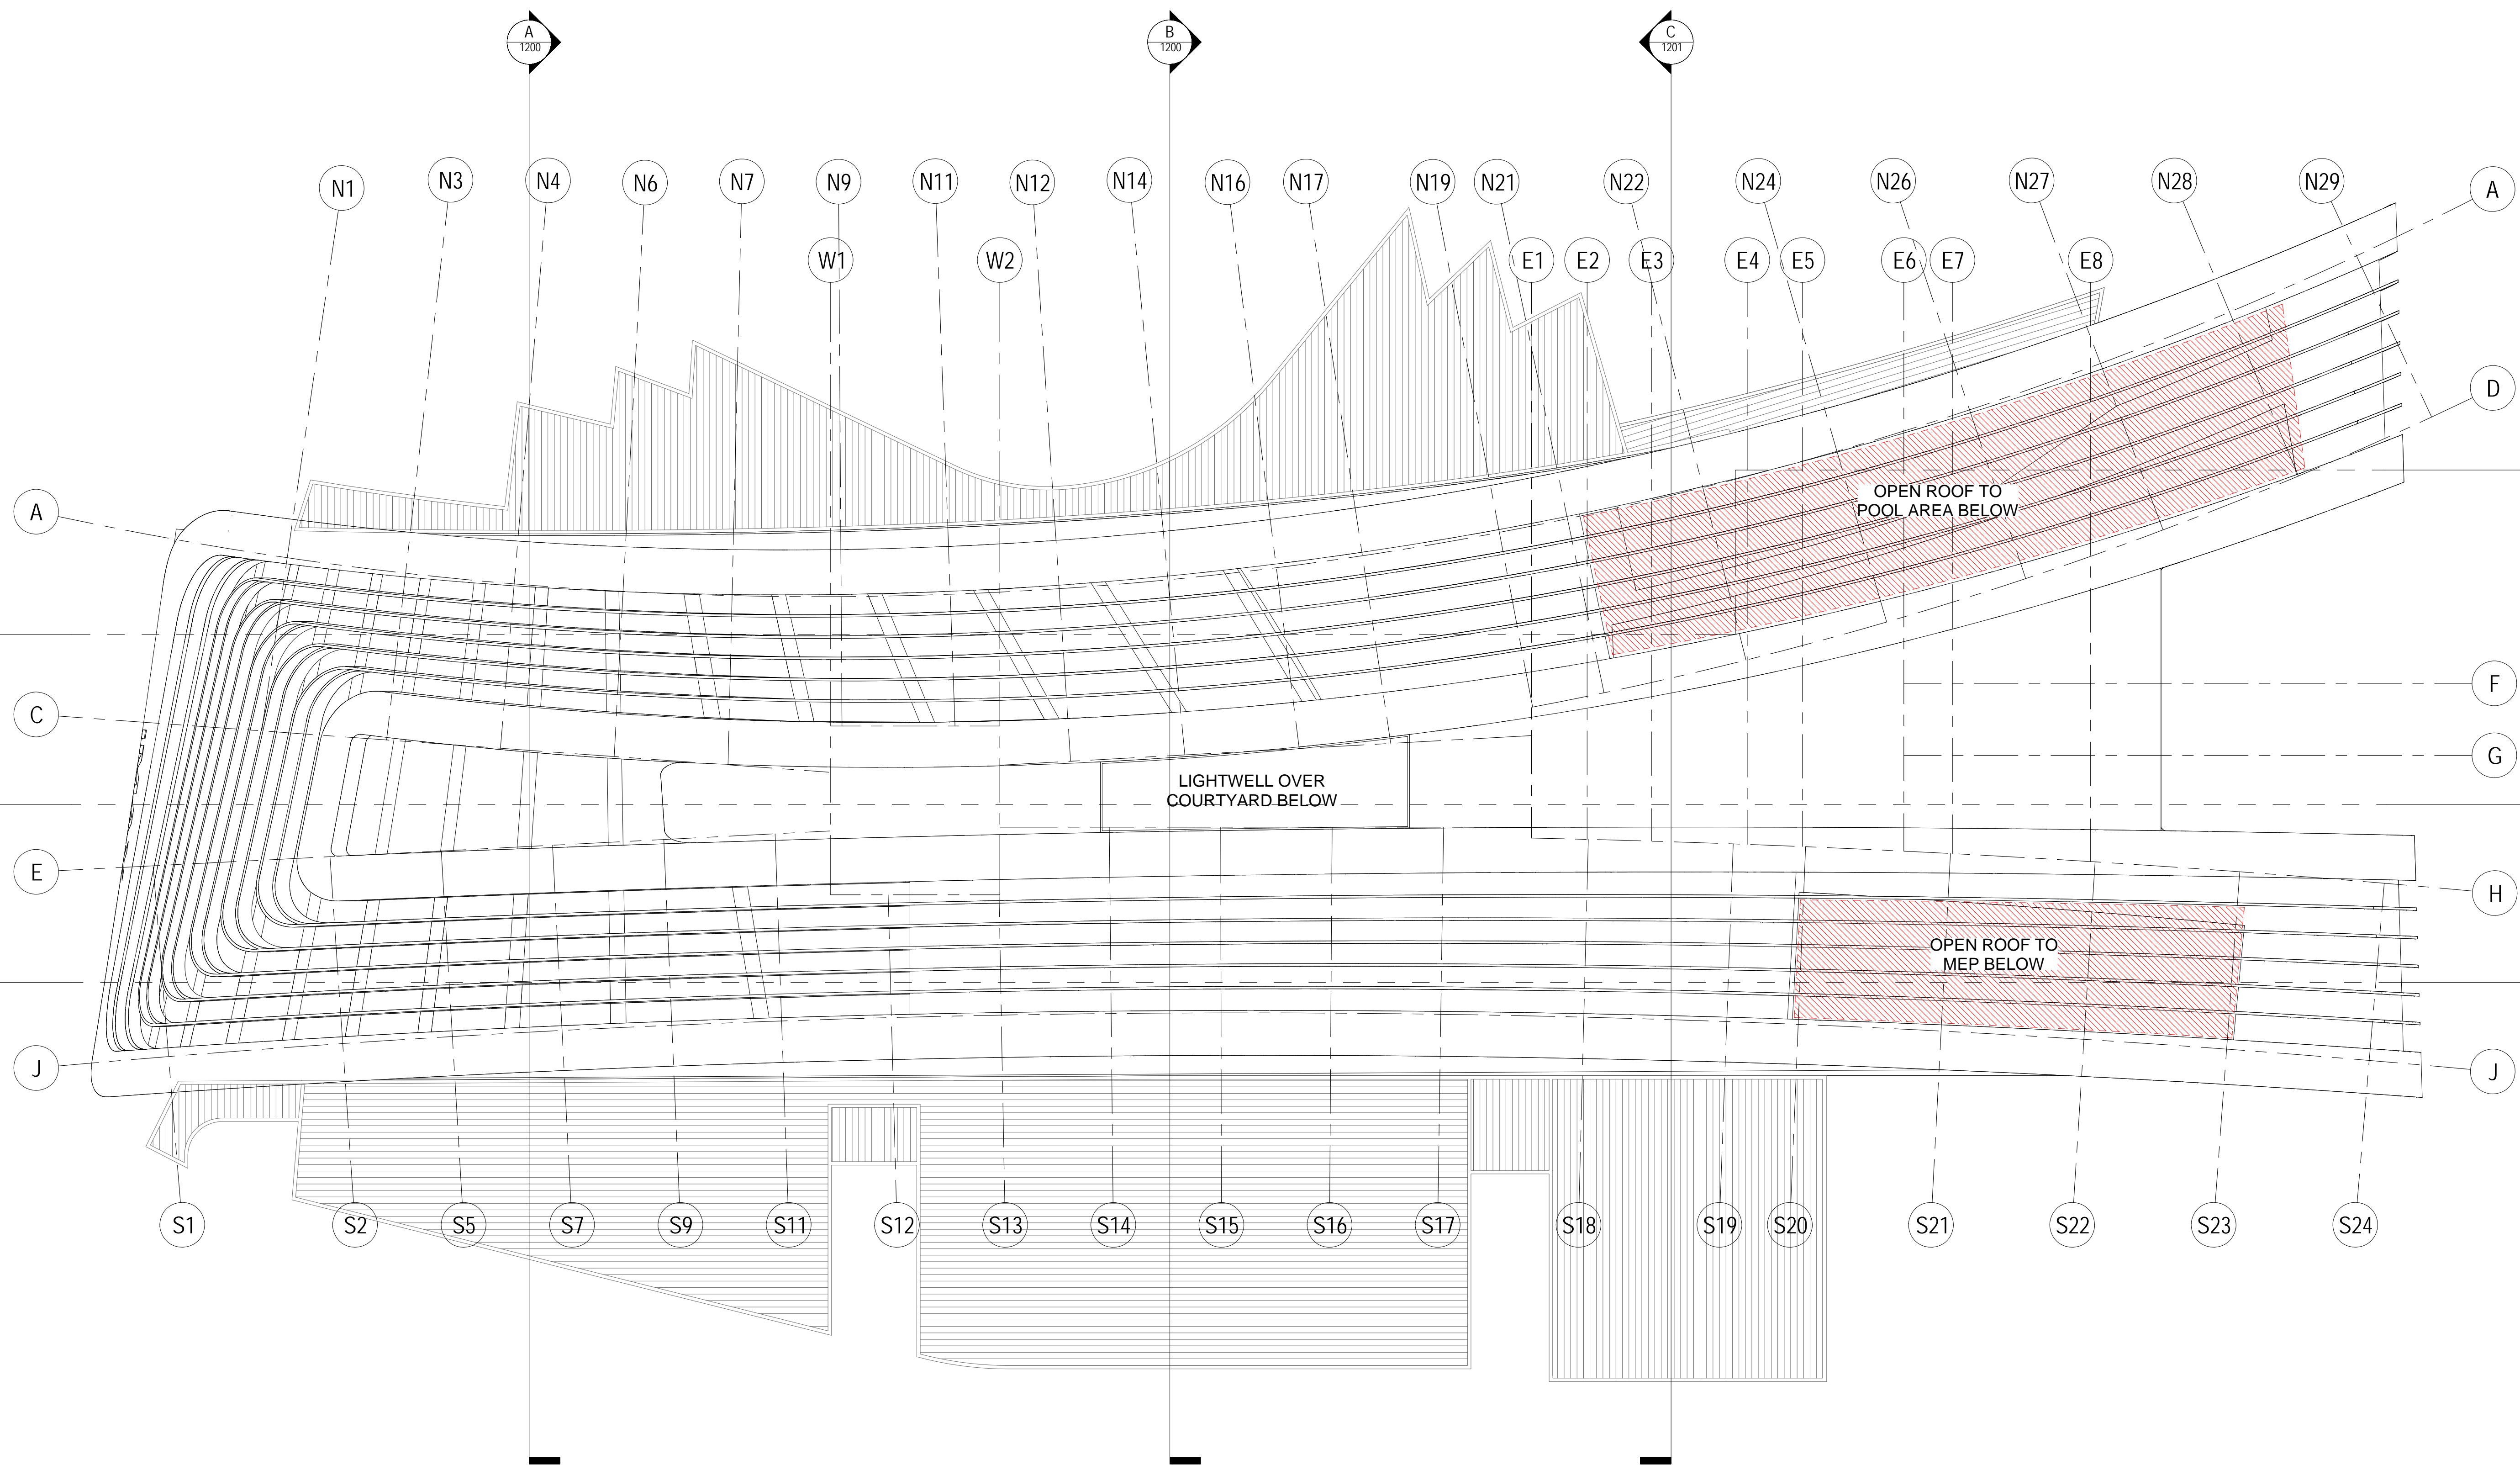 A
1200
B
1200
C
1201
N1
N3
N4
N6
N7
N9
N11
N12
N14
N16
N17
N19
N21
N22
N24
N26
N27
N28
N29
A
W1
W2
E1
E2
E3
E4
E5
E6
E7
E8
D
A
OPEN ROOF TO
POOL AREA BELOW
F
C
G
LIGHTWELL OVER
COURTYARD BELOW
E
H
OPEN ROOF TO
MEP BELOW
J
J
S1
S2
S5
S7
S9
S11
S12
S13
S14
S15
S16
S17
S18
S19
S20
S21
S22
S23
S24